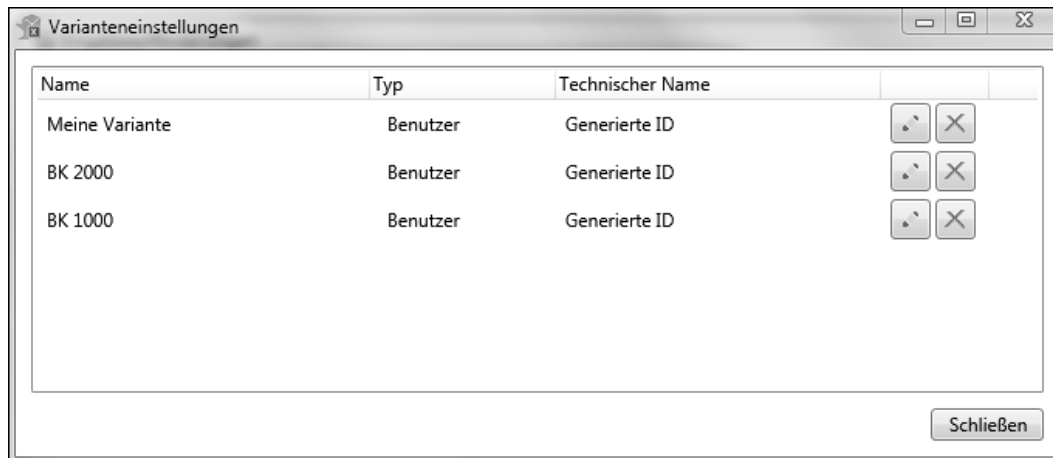 Varianteneinstellungen
Name Typ Technischer Name
Meine Variante Benutzer Generierte ID
BK 2000 Benutzer Generierte ID
BK 1000 Benutzer Generierte ID
Schließen